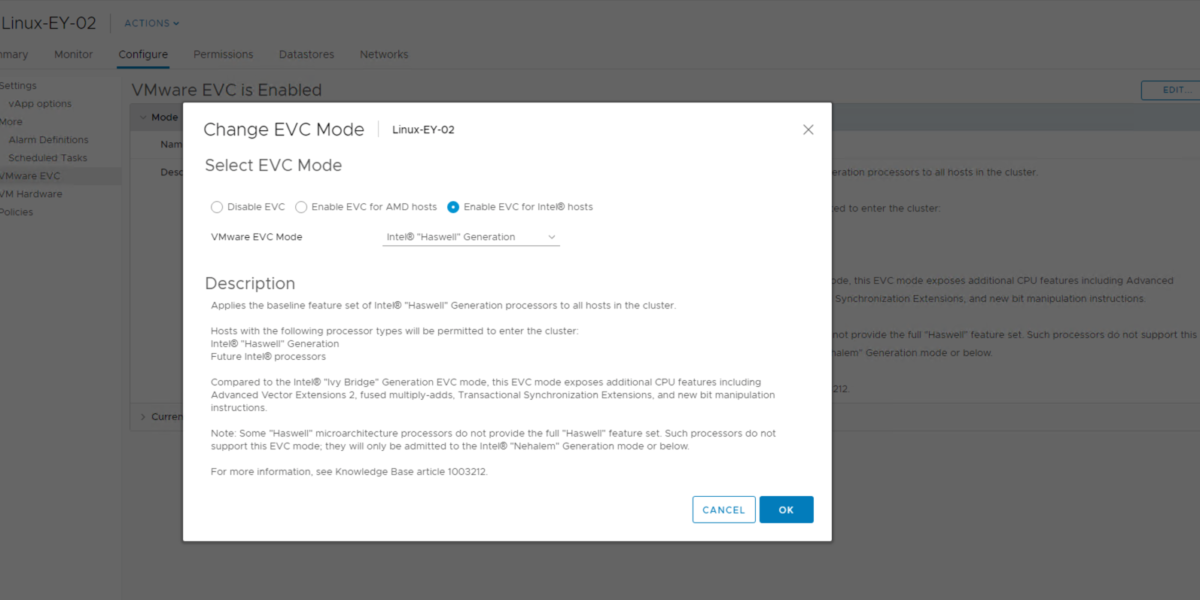 Linux-EY-02
ACTIONS
Monitor
Configure
Permissions
Datastores
Networks
Settings
vApp options
More
Alarm Definitions
Scheduled Tasks
VMware EVC
VM Hardware
Policies
VMware EVC is Enabled
EDIT...
Mode
Change EVC Mode
Linux-EY-02
Select EVC Mode
Disable EVC
Enable EVC for AMD hosts
Enable EVC for Intel® hosts
VMware EVC Mode
Intel® "Haswell" Generation
Description
Applies the baseline feature set of Intel® "Haswell" Generation processors to all hosts in the cluster.
Hosts with the following processor types will be permitted to enter the cluster:
Intel® "Haswell" Generation
Future Intel® processors
Compared to the Intel® "Ivy Bridge" Generation EVC mode, this EVC mode exposes additional CPU features including
Advanced Vector Extensions 2, fused multiply-adds, Transactional Synchronization Extensions, and new bit manipulation
instructions.
Note: Some "Haswell" microarchitecture processors do not provide the full "Haswell" feature set. Such processors do not
support this EVC mode; they will only be admitted to the Intel® "Nehalem" Generation mode or below.
For more information, see Knowledge Base article 1003212.
CANCEL
OK
processors to all hosts in the cluster.
to enter the cluster:
this EVC mode exposes additional CPU features including Advanced
Synchronization Extensions, and new bit manipulation instructions.
not provide the full "Haswell" feature set. Such processors do not support this
Generation mode or below.